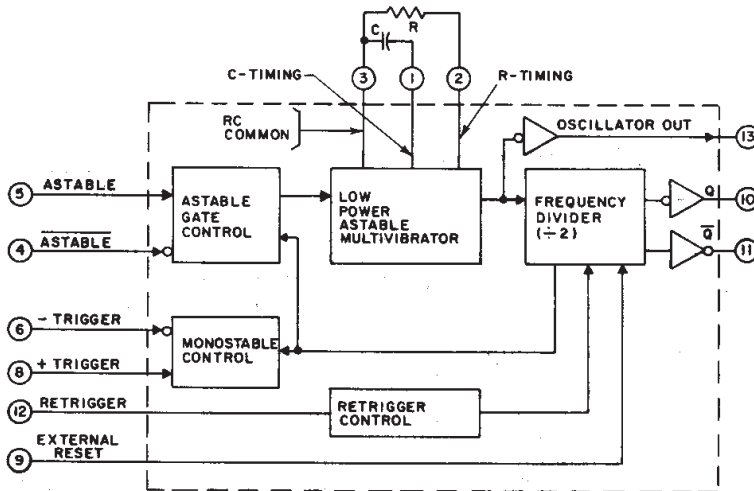 C
R
3
1
2
C-TIMING
R-TIMING
RC
COMMON
OSCILLATOR OUT
13
5
ASTABLE
ASTABLE
GATE
CONTROL
LOW
POWER
ASTABLE
MULTIVIBRATOR
FREQUENCY
DIVIDER
(÷2)
Q
10
4
A̅S̅T̅A̅B̅L̅E̅
Q̅
11
6
- TRIGGER
MONOSTABLE
CONTROL
8
+ TRIGGER
12
RETRIGGER
RETRIGGER
CONTROL
9
EXTERNAL
RESET